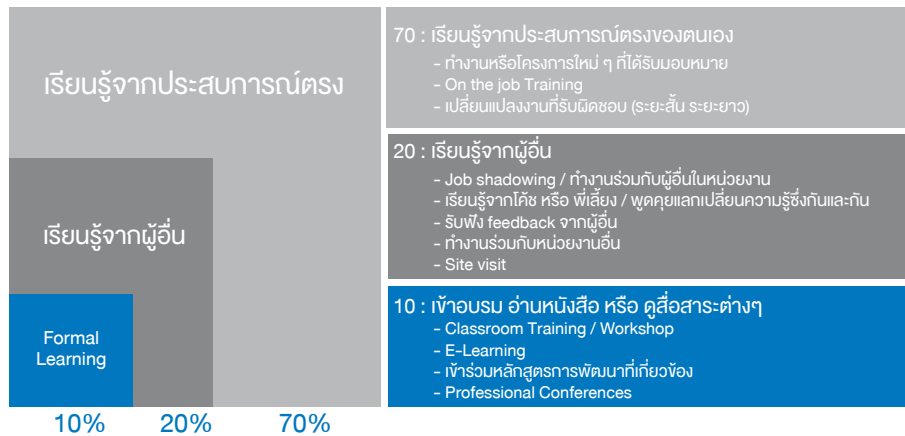 เรียนรู้จากประสบการณ์ตรง
เรียนรู้จากผู้อื่น
Formal
Learning
10%
20%
70%
70 : เรียนรู้จากประสบการณ์ตรงของตนเอง
- ทำงานหรือโครงการใหม่ ๆ ที่ได้รับมอบหมาย
- On the job Training
- เปลี่ยนแปลงงานที่รับผิดชอบ (ระยะสั้น ระยะยาว)
20 : เรียนรู้จากผู้อื่น
- Job shadowing / ทำงานร่วมกับผู้อื่นในหน่วยงาน
- เรียนรู้จากโค้ช หรือ พี่เลี้ยง / พูดคุยแลกเปลี่ยนความรู้ซึ่งกันและกัน
- รับฟัง feedback จากผู้อื่น
- ทำงานร่วมกับหน่วยงานอื่น
- Site visit
10 : เข้าอบรม อ่านหนังสือ หรือ ดูสื่อสาระต่างๆ
- Classroom Training / Workshop
- E-Learning
- เข้าร่วมหลักสูตรการพัฒนาที่เกี่ยวข้อง
- Professional Conferences